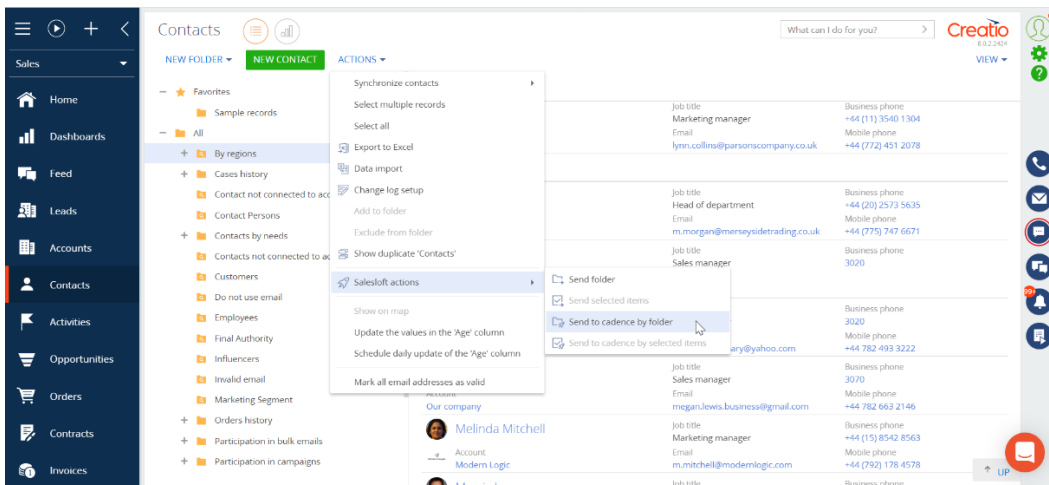 Contacts
What can I do for you?
Creatio
8.0.2.2424
Sales
NEW FOLDER
NEW CONTACT
ACTIONS
VIEW
Home
Dashboards
Feed
Leads
Accounts
Contacts
Activities
Opportunities
Orders
Contracts
Invoices
Favorites
Sample records
All
By regions
Cases history
Contact not connected to acc
Contact Persons
Contacts by needs
Contacts not connected to ac
Customers
Do not use email
Employees
Final Authority
Influencers
Invalid email
Marketing Segment
Orders history
Participation in bulk emails
Participation in campaigns
Synchronize contacts
Select multiple records
Select all
Export to Excel
Data import
Change log setup
Add to folder
Exclude from folder
Show duplicate 'Contacts'
Salesloft actions
Show on map
Update the values in the 'Age' column
Schedule daily update of the 'Age' column
Mark all email addresses as valid
Send folder
Send selected items
Send to cadence by folder
Send to cadence by selected items
Job title Business phone
Marketing manager +44 (11) 3540 1304
Email Mobile phone
lynn.collins@parsonscompany.co.uk +44 (772) 451 2078
Job title Business phone
Head of department +44 (20) 2573 5635
Email Mobile phone
m.morgan@merseysidetrading.co.uk +44 (775) 747 6671
Job title Business phone
Sales manager 3020
Business phone
3020
Mobile phone
ary@yahoo.com +44 782 493 3222
Job title Business phone
Sales manager 3070
Account Email Mobile phone
Our company megan.lewis.business@gmail.com +44 782 663 2146
Melinda Mitchell Job title Business phone
Marketing manager +44 (15) 8542 8563
Account Email Mobile phone
Modern Logic m.mitchell@modernlogic.com +44 (792) 178 4578
Job title Business phone
UP
99+